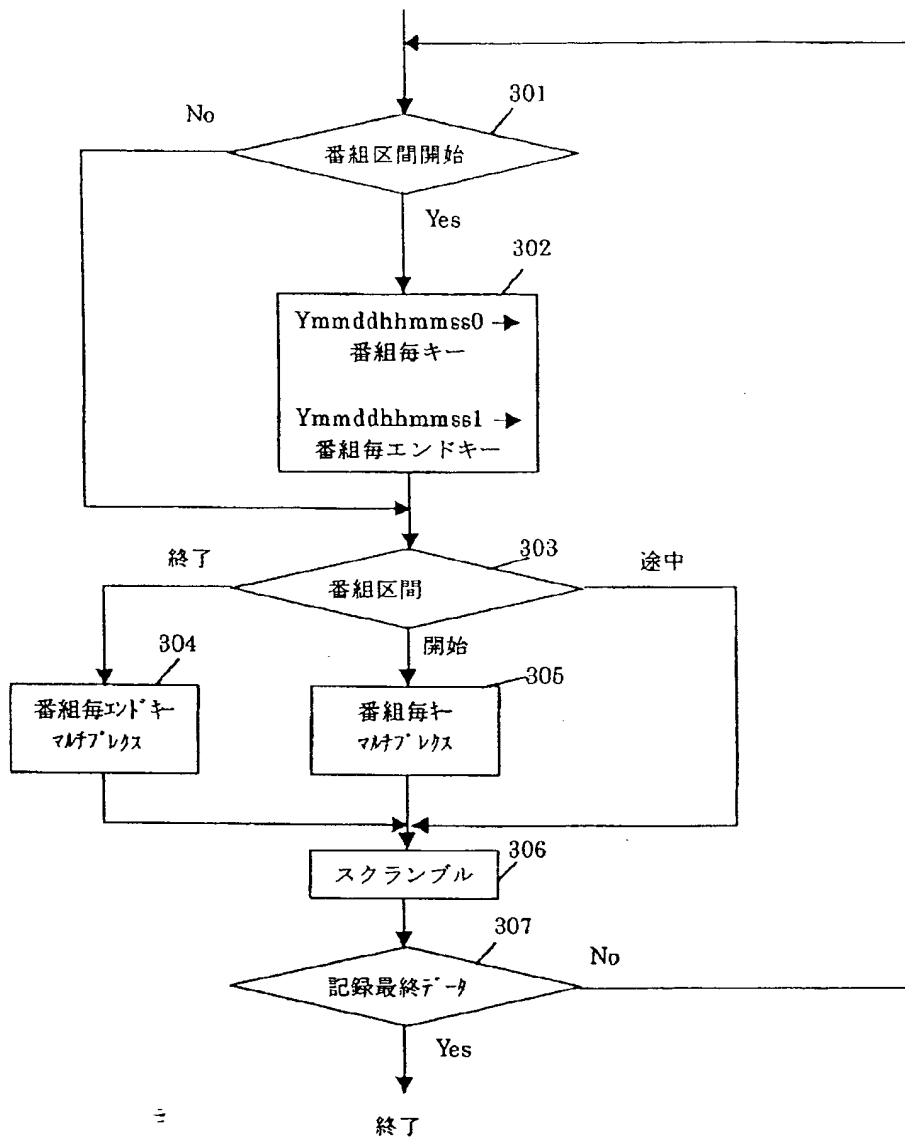 301
No
番組区間開始
Yes
302
Ymmddhhmmss0 →
番組毎キー
Ymmddhhmmss1 →
番組毎エンドキー
303
終了
途中
番組区間
開始
304
305
番組毎エンドキー
マルチプレクス
番組毎キー
マルチプレクス
306
スクランブル
307
No
記録最終データ
Yes
終了